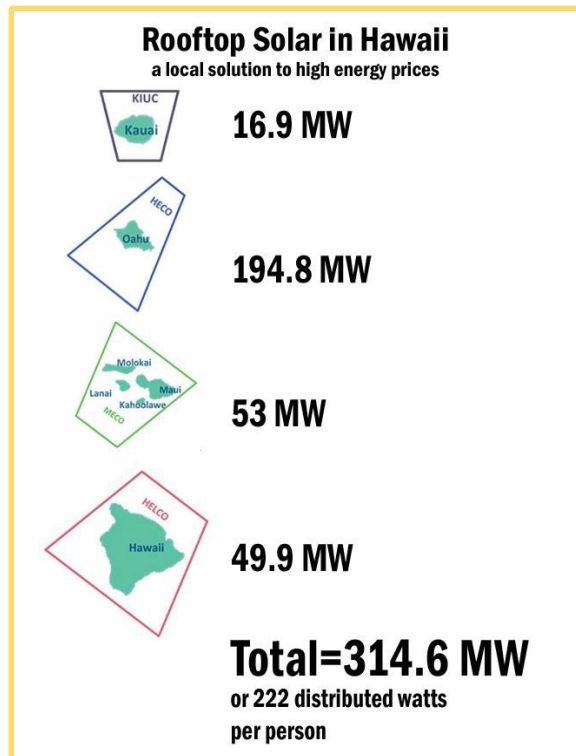 Rooftop Solar in Hawaii
a local solution to high energy prices
KIUC
Kauai
16.9 MW
HECO
Oahu
194.8 MW
Molokai
Lanai
Maui
Kahoolawe
MECO
53 MW
HELCO
Hawaii
49.9 MW
Total=314.6 MW
or 222 distributed watts
per person